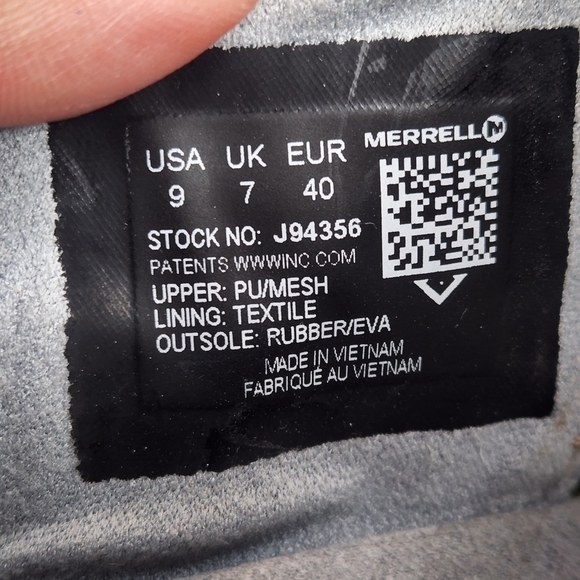 MERRELL
USA UK EUR
9 7 40
STOCK NO: J94356
PATENTS WWWINC COM
UPPER: PU/MESH
LINING: TEXTILE
OUTSOLE: RUBBER/EVA
MADE IN VIETNAM
FABRIQUÉ AU VIETNAM